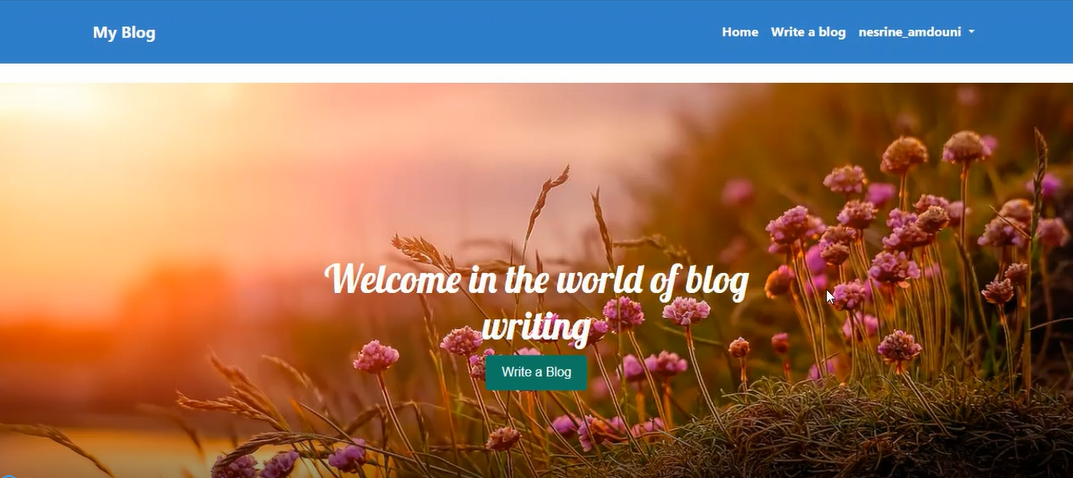 My Blog
Home Write a blog nesrine_amdouni
Welcome in the world of blog
writing
Write a Blog